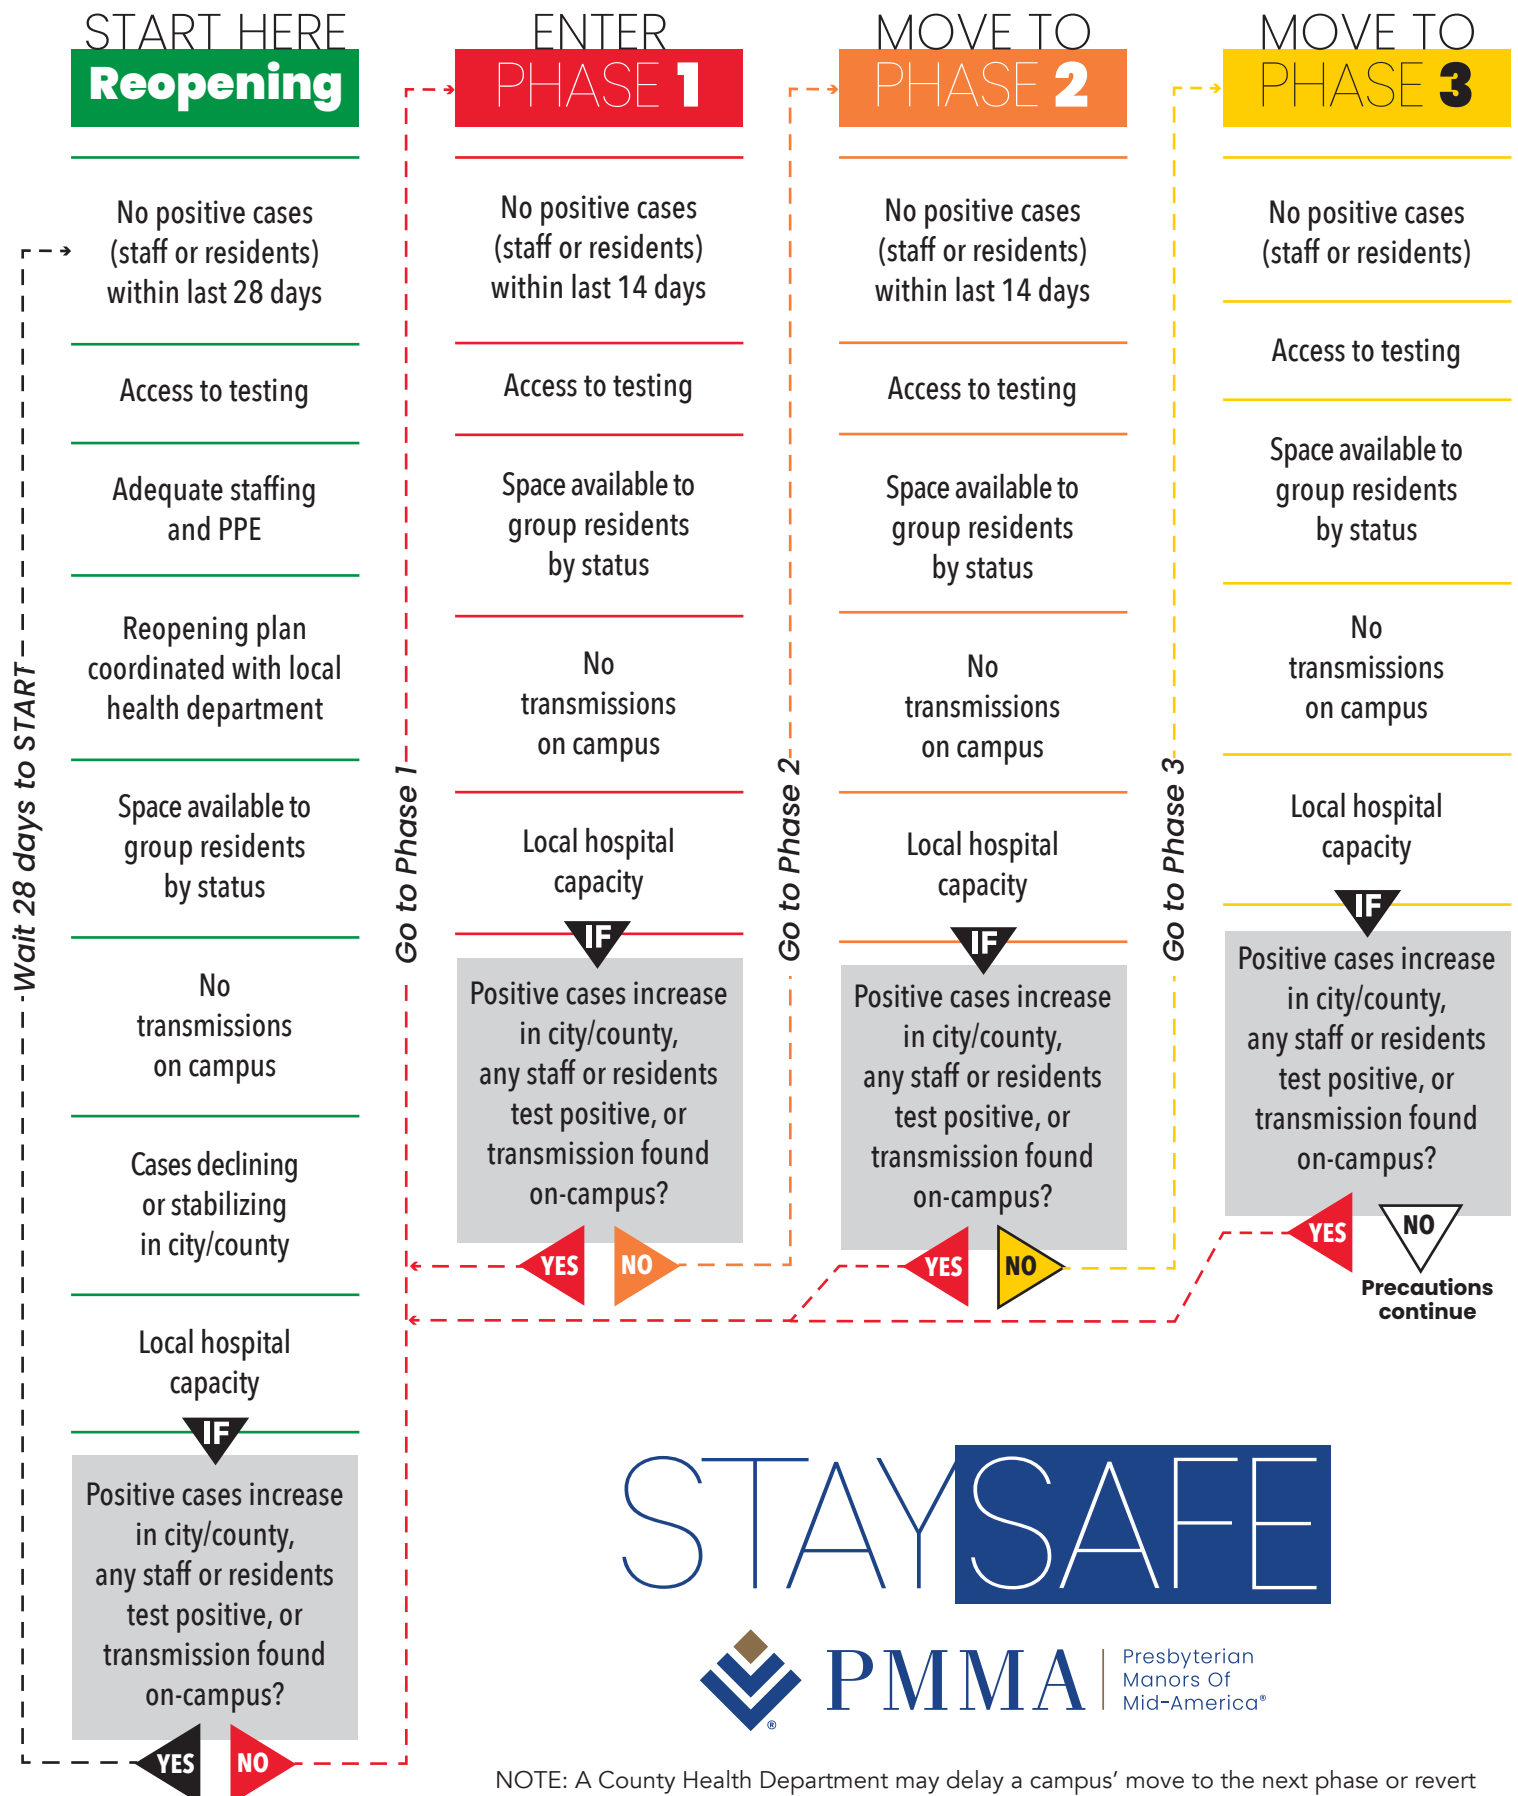 START HERE
Reopening
No positive cases
(staff or residents)
within last 28 days
Access to testing
Adequate staffing
and PPE
Reopening plan
coordinated with local
health department
Space available to
group residents
by status
No
transmissions
on campus
Cases declining
or stabilizing
in city/county
Local hospital
capacity
IF
Positive cases increase
in city/county,
any staff or residents
test positive, or
transmission found
on-campus?
YES
NO
Wait 28 days to START
Go to Phase 1
ENTER
PHASE 1
No positive cases
(staff or residents)
within last 14 days
Access to testing
Space available to
group residents
by status
No
transmissions
on campus
Local hospital
capacity
IF
Positive cases increase
in city/county,
any staff or residents
test positive, or
transmission found
on-campus?
YES
NO
Go to Phase 2
MOVE TO
PHASE 2
No positive cases
(staff or residents)
within last 14 days
Access to testing
Space available to
group residents
by status
No
transmissions
on campus
Local hospital
capacity
IF
Positive cases increase
in city/county,
any staff or residents
test positive, or
transmission found
on-campus?
YES
NO
Go to Phase 3
MOVE TO
PHASE 3
No positive cases
(staff or residents)
Access to testing
Space available to
group residents
by status
No
transmissions
on campus
Local hospital
capacity
IF
Positive cases increase
in city/county,
any staff or residents
test positive, or
transmission found
on-campus?
YES
NO
Precautions
continue
STAYSAFE
PMMA
Presbyterian
Manors Of
Mid-America®
®
NOTE: A County Health Department may delay a campus' move to the next phase or revert